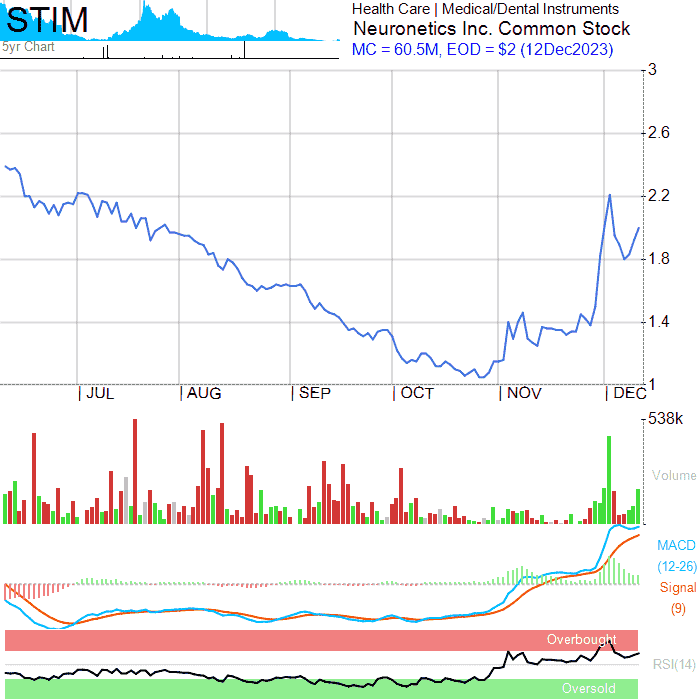 STIM
5yr Chart
Health Care | Medical/Dental Instruments
Neuronetics Inc. Common Stock
MC = 60.5M, EOD = $2 (12Dec2023)
3
2.6
2.2
1.8
1.4
1
JUL AUG SEP OCT NOV DEC
538k
Volume
MACD
(12-26)
Signal
(9)
Overbought
RSI(14)
Oversold